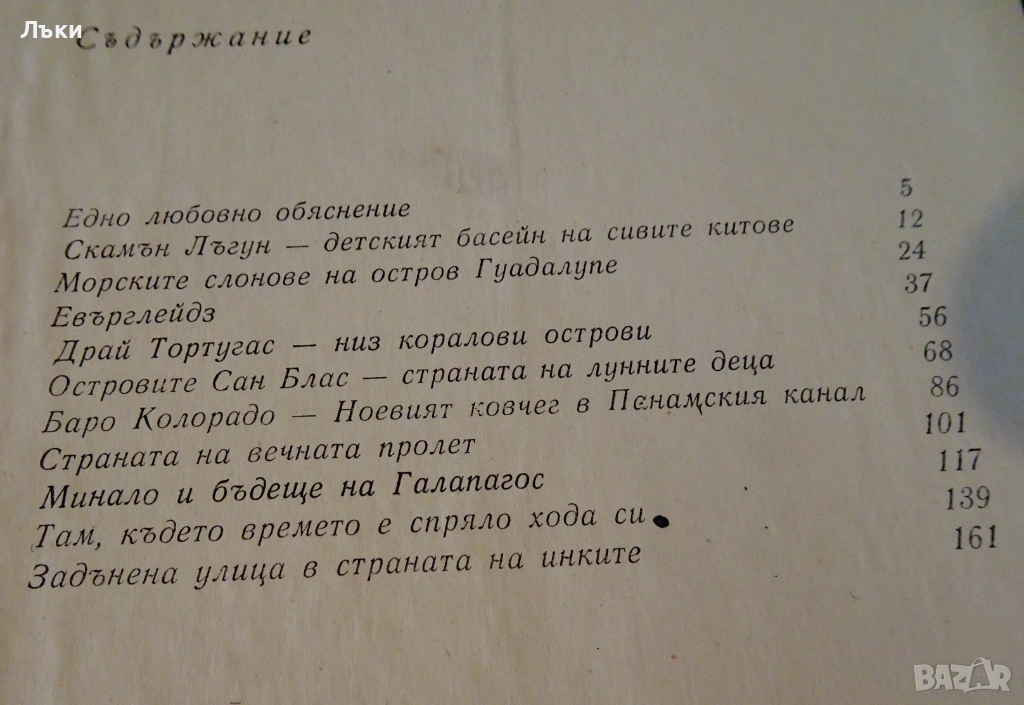 Лъки
Съдържание
Едно любовно обяснение 5
Скамън Лъгун — детският басейн на сивите китове 12
Морските слонове на остров Гуадалупе 24
Евърглейдз 37
Драй Тортугас — низ коралови острови 56
Островите Сан Блас — страната на лунните деца 68
Баро Колорадо — Ноевият ковчег в Панамския канал 86
Страната на вечната пролет 101
Минало и бъдеще на Галапагос 117
Там, където времето е спряло хода си 139
Задънена улица в страната на инките 161
BAZAR